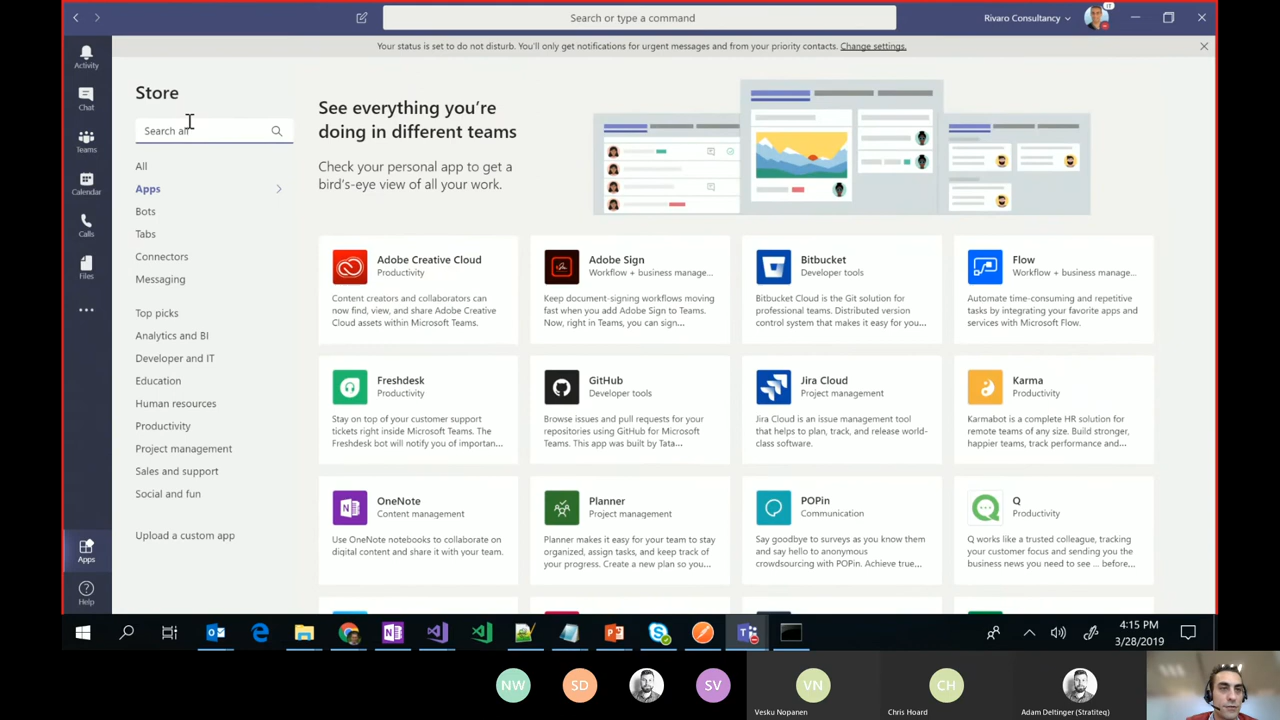 Search or type a command
Rivaro Consultancy
IT
Your status is set to do not disturb. You'll only get notifications for urgent messages and from your priority contacts. Change settings.
Activity
Chat
Teams
Calendar
Calls
Files
Apps
Help
Store
Search all
All
Apps
Bots
Tabs
Connectors
Messaging
Top picks
Analytics and BI
Developer and IT
Education
Human resources
Productivity
Project management
Sales and support
Social and fun
Upload a custom app
See everything you're
doing in different teams
Check your personal app to get a
bird's-eye view of all your work.
Adobe Creative Cloud
Productivity
Content creators and collaborators can
now find, view, and share Adobe Creative
Cloud assets within Microsoft Teams.
Adobe Sign
Workflow + business manage...
Keep document-signing workflows moving
fast when you add Adobe Sign to Teams.
Now, right in Teams, you can sign...
Bitbucket
Developer tools
Bitbucket Cloud is the Git solution for
professional teams. Distributed version
control system that makes it easy for you...
Flow
Workflow + business manage...
Automate time-consuming and repetitive
tasks by integrating your favorite apps and
services with Microsoft Flow.
Freshdesk
Productivity
Stay on top of your customer support
tickets right inside Microsoft Teams. The
Freshdesk bot will notify you of importan...
GitHub
Developer tools
Browse issues and pull requests for your
repositories using GitHub for Microsoft
Teams. This app was built by Tata...
Jira Cloud
Project management
Jira Cloud is an issue management tool
that helps to plan, track, and release world-
class software.
Karma
Productivity
Karmabot is a complete HR solution for
remote teams of any size. Build stronger,
happier teams, track performance and...
OneNote
Content management
Use OneNote notebooks to collaborate on
digital content and share it with your team.
Planner
Project management
Planner makes it easy for your team to
stay organized, assign tasks, and keep track of
your progress. Create a new plan so you...
POPin
Communication
Say goodbye to surveys as you know them
and say hello to anonymous
crowdsourcing with POPin. Achieve true...
Q
Productivity
Q works like a trusted colleague, tracking
your customer focus and sending you the
business news you need to see ... before...
4:15 PM
3/28/2019
NW
SD
SV
VN
Vesku Nopanen
CH
Chris Hoard
Adam Deltinger (Stratiteq)